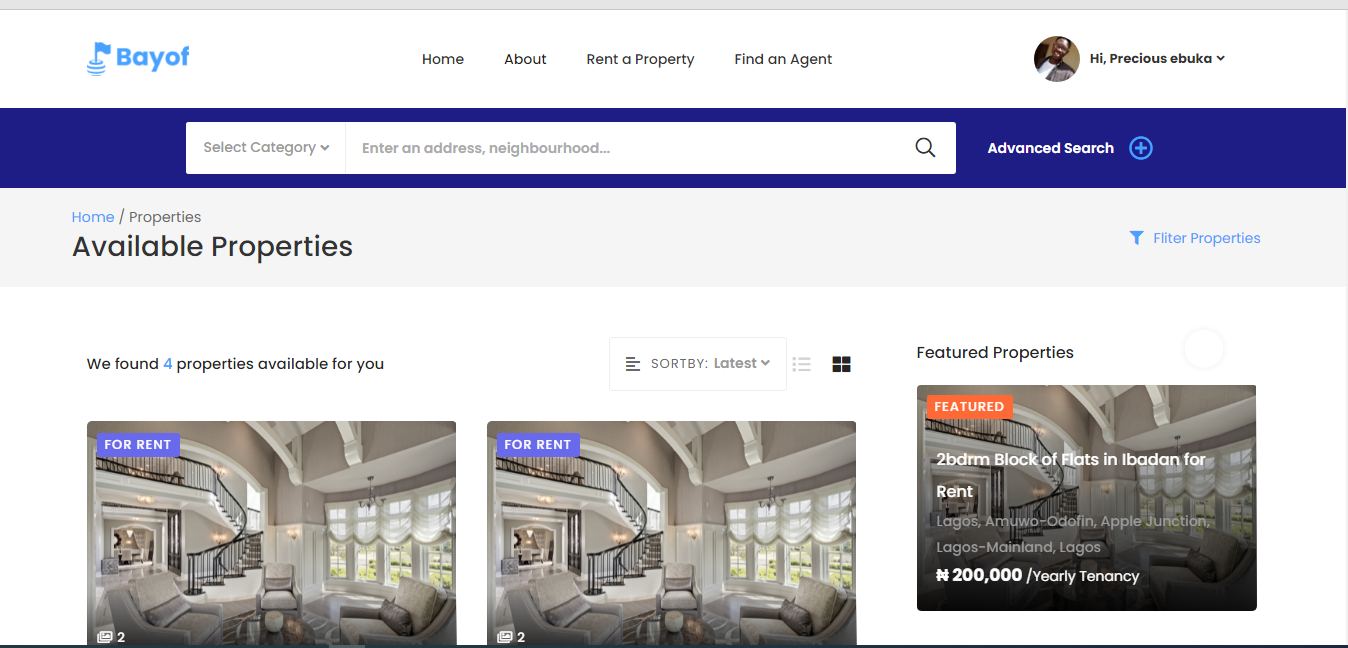 Bayof
Home About Rent a Property Find an Agent
Hi, Precious ebuka
Select Category Enter an address, neighbourhood...
Advanced Search
Home / Properties
Available Properties
Fliter Properties
We found 4 properties available for you
SORTBY: Latest
Featured Properties
FOR RENT
2
FOR RENT
2
FEATURED
2bdrm Block of Flats in Ibadan for
Rent
Lagos, Amuwo-Odofin, Apple Junction,
Lagos-Mainland, Lagos
₦ 200,000 /Yearly Tenancy